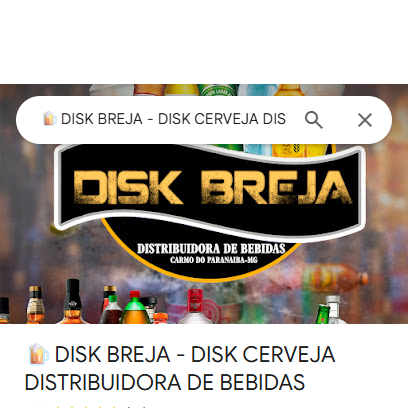 🍺DISK BREJA - DISK CERVEJA DIS
DISK BREJA
DISTRIBUIDORA DE BEBIDAS
CARMO DO PARANAIBA-MG
🍺DISK BREJA - DISK CERVEJA
DISTRIBUIDORA DE BEBIDAS